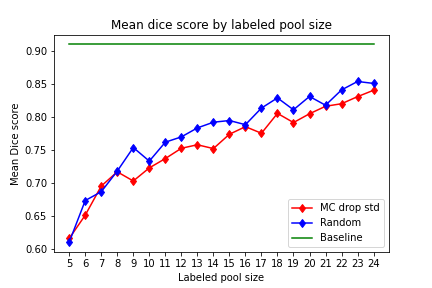 Mean dice score by labeled pool size
Mean Dice score
0.90
0.85
0.80
0.75
0.70
0.65
0.60
5 6 7 8 9 10 11 12 13 14 15 16 17 18 19 20 21 22 23 24
Labeled pool size
MC drop std
Random
Baseline